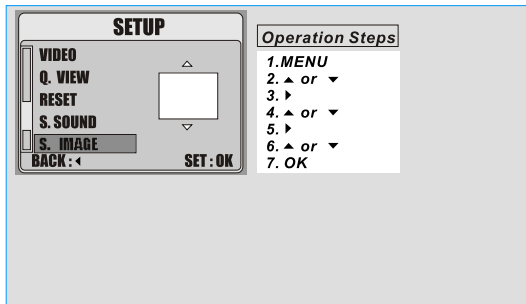 SETUP
VIDEO
Q. VIEW
RESET
S. SOUND
S. IMAGE
BACK : ◂ SET : OK
Operation Steps
1. MENU
2. ▲ or ▼
3. ▸
4. ▲ or ▼
5. ▸
6. ▲ or ▼
7. OK